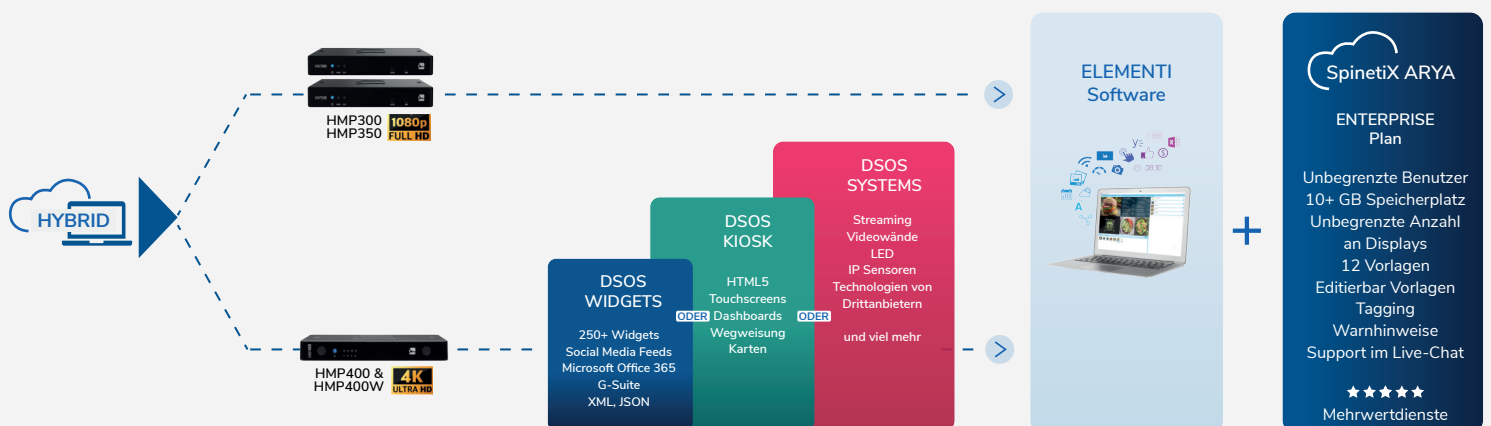 HYBRID
HMP300
HMP350
1080p
FULL HD
HMP400 &
HMP400W
4K
ULTRA HD
DSOS
WIDGETS
250+ Widgets
Social Media Feeds
Microsoft Office 365
G-Suite
XML, JSON
ODER
DSOS
KIOSK
HTML5
Touchscreens
Dashboards
Wegweisung
Karten
ODER
DSOS
SYSTEMS
Streaming
Videowände
LED
IP Sensoren
Technologien von
Drittanbietern
und viel mehr
ELEMENTI
Software
SpinetiX ARYA
ENTERPRISE
Plan
Unbegrenzte Benutzer
10+ GB Speicherplatz
Unbegrenzte Anzahl
an Displays
12 Vorlagen
Editierbar Vorlagen
Tagging
Warnhinweise
Support im Live-Chat
Mehrwertdienste